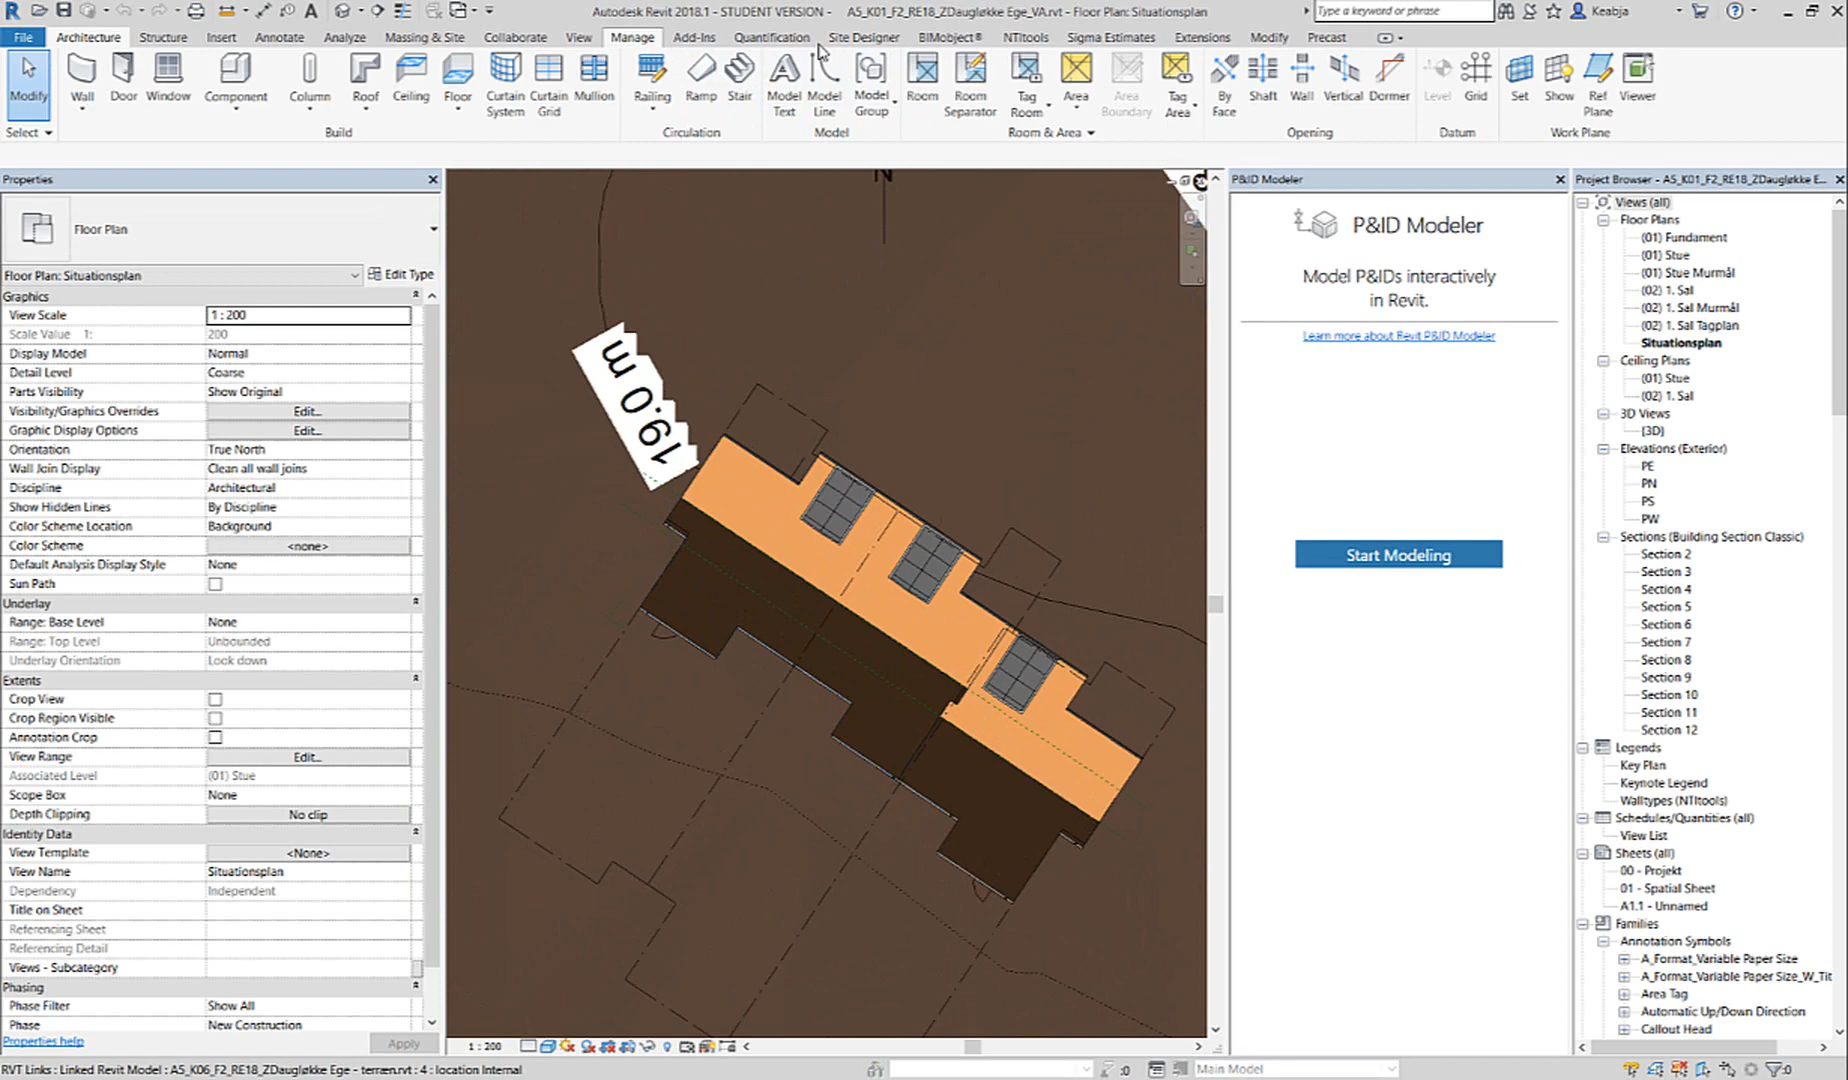 Autodesk Revit 2018.1 - STUDENT VERSION - A5_K01_F2_RE18_ZDaugløkke Ege_VA.rvt - Floor Plan: Situationsplan
Type a keyword or phrase
Keabja
File Architecture Structure Insert Annotate Analyze Massing & Site Collaborate View Manage Add-Ins Quantification Site Designer BIMobject® NTItools Sigma Estimates Extensions Modify Precast
Modify Wall Door Window Component Column Roof Ceiling Floor Curtain System Curtain Grid Mullion Railing Ramp Stair Model Text Model Line Model Group Room Room Separator Tag Room Area Area Boundary Tag Area By Face Shaft Wall Vertical Dormer Level Grid Set Show Ref Plane Viewer
Select Build Circulation Model Room & Area Opening Datum Work Plane
Properties
Floor Plan
Floor Plan: Situationsplan Edit Type
Graphics
View Scale 1 : 200
Scale Value 1: 200
Display Model Normal
Detail Level Coarse
Parts Visibility Show Original
Visibility/Graphics Overrides Edit...
Graphic Display Options Edit...
Orientation True North
Wall Join Display Clean all wall joins
Discipline Architectural
Show Hidden Lines By Discipline
Color Scheme Location Background
Color Scheme <none>
Default Analysis Display Style None
Sun Path
Underlay
Range: Base Level None
Range: Top Level Unbounded
Underlay Orientation Look down
Extents
Crop View
Crop Region Visible
Annotation Crop
View Range Edit...
Associated Level (01) Stue
Scope Box None
Depth Clipping No clip
Identity Data
View Template <None>
View Name Situationsplan
Dependency Independent
Title on Sheet
Referencing Sheet
Referencing Detail
Views - Subcategory
Phasing
Phase Filter Show All
Phase New Construction
Properties help Apply
N
19.0 m
1 : 200
P&ID Modeler
P&ID Modeler
Model P&IDs interactively
in Revit.
Learn more about Revit P&ID Modeler
Start Modeling
Project Browser - A5_K01_F2_RE18_ZDaugløkke E...
Views (all)
Floor Plans
(01) Fundament
(01) Stue
(01) Stue Murmål
(02) 1. Sal
(02) 1. Sal Murmål
(02) 1. Sal Tagplan
Situationsplan
Ceiling Plans
(01) Stue
(02) 1. Sal
3D Views
{3D}
Elevations (Exterior)
PE
PN
PS
PW
Sections (Building Section Classic)
Section 2
Section 3
Section 4
Section 5
Section 6
Section 7
Section 8
Section 9
Section 10
Section 11
Section 12
Legends
Key Plan
Keynote Legend
Walltypes (NTItools)
Schedules/Quantities (all)
View List
Sheets (all)
00 - Projekt
01 - Spatial Sheet
A1.1 - Unnamed
Families
Annotation Symbols
A_Format_Variable Paper Size
A_Format_Variable Paper Size_W_Tit
Area Tag
Automatic Up/Down Direction
Callout Head
RVT Links : Linked Revit Model : A5_K06_F2_RE18_ZDaugløkke Ege - terræn.rvt : 4 : location Internal
:0
Main Model
:0